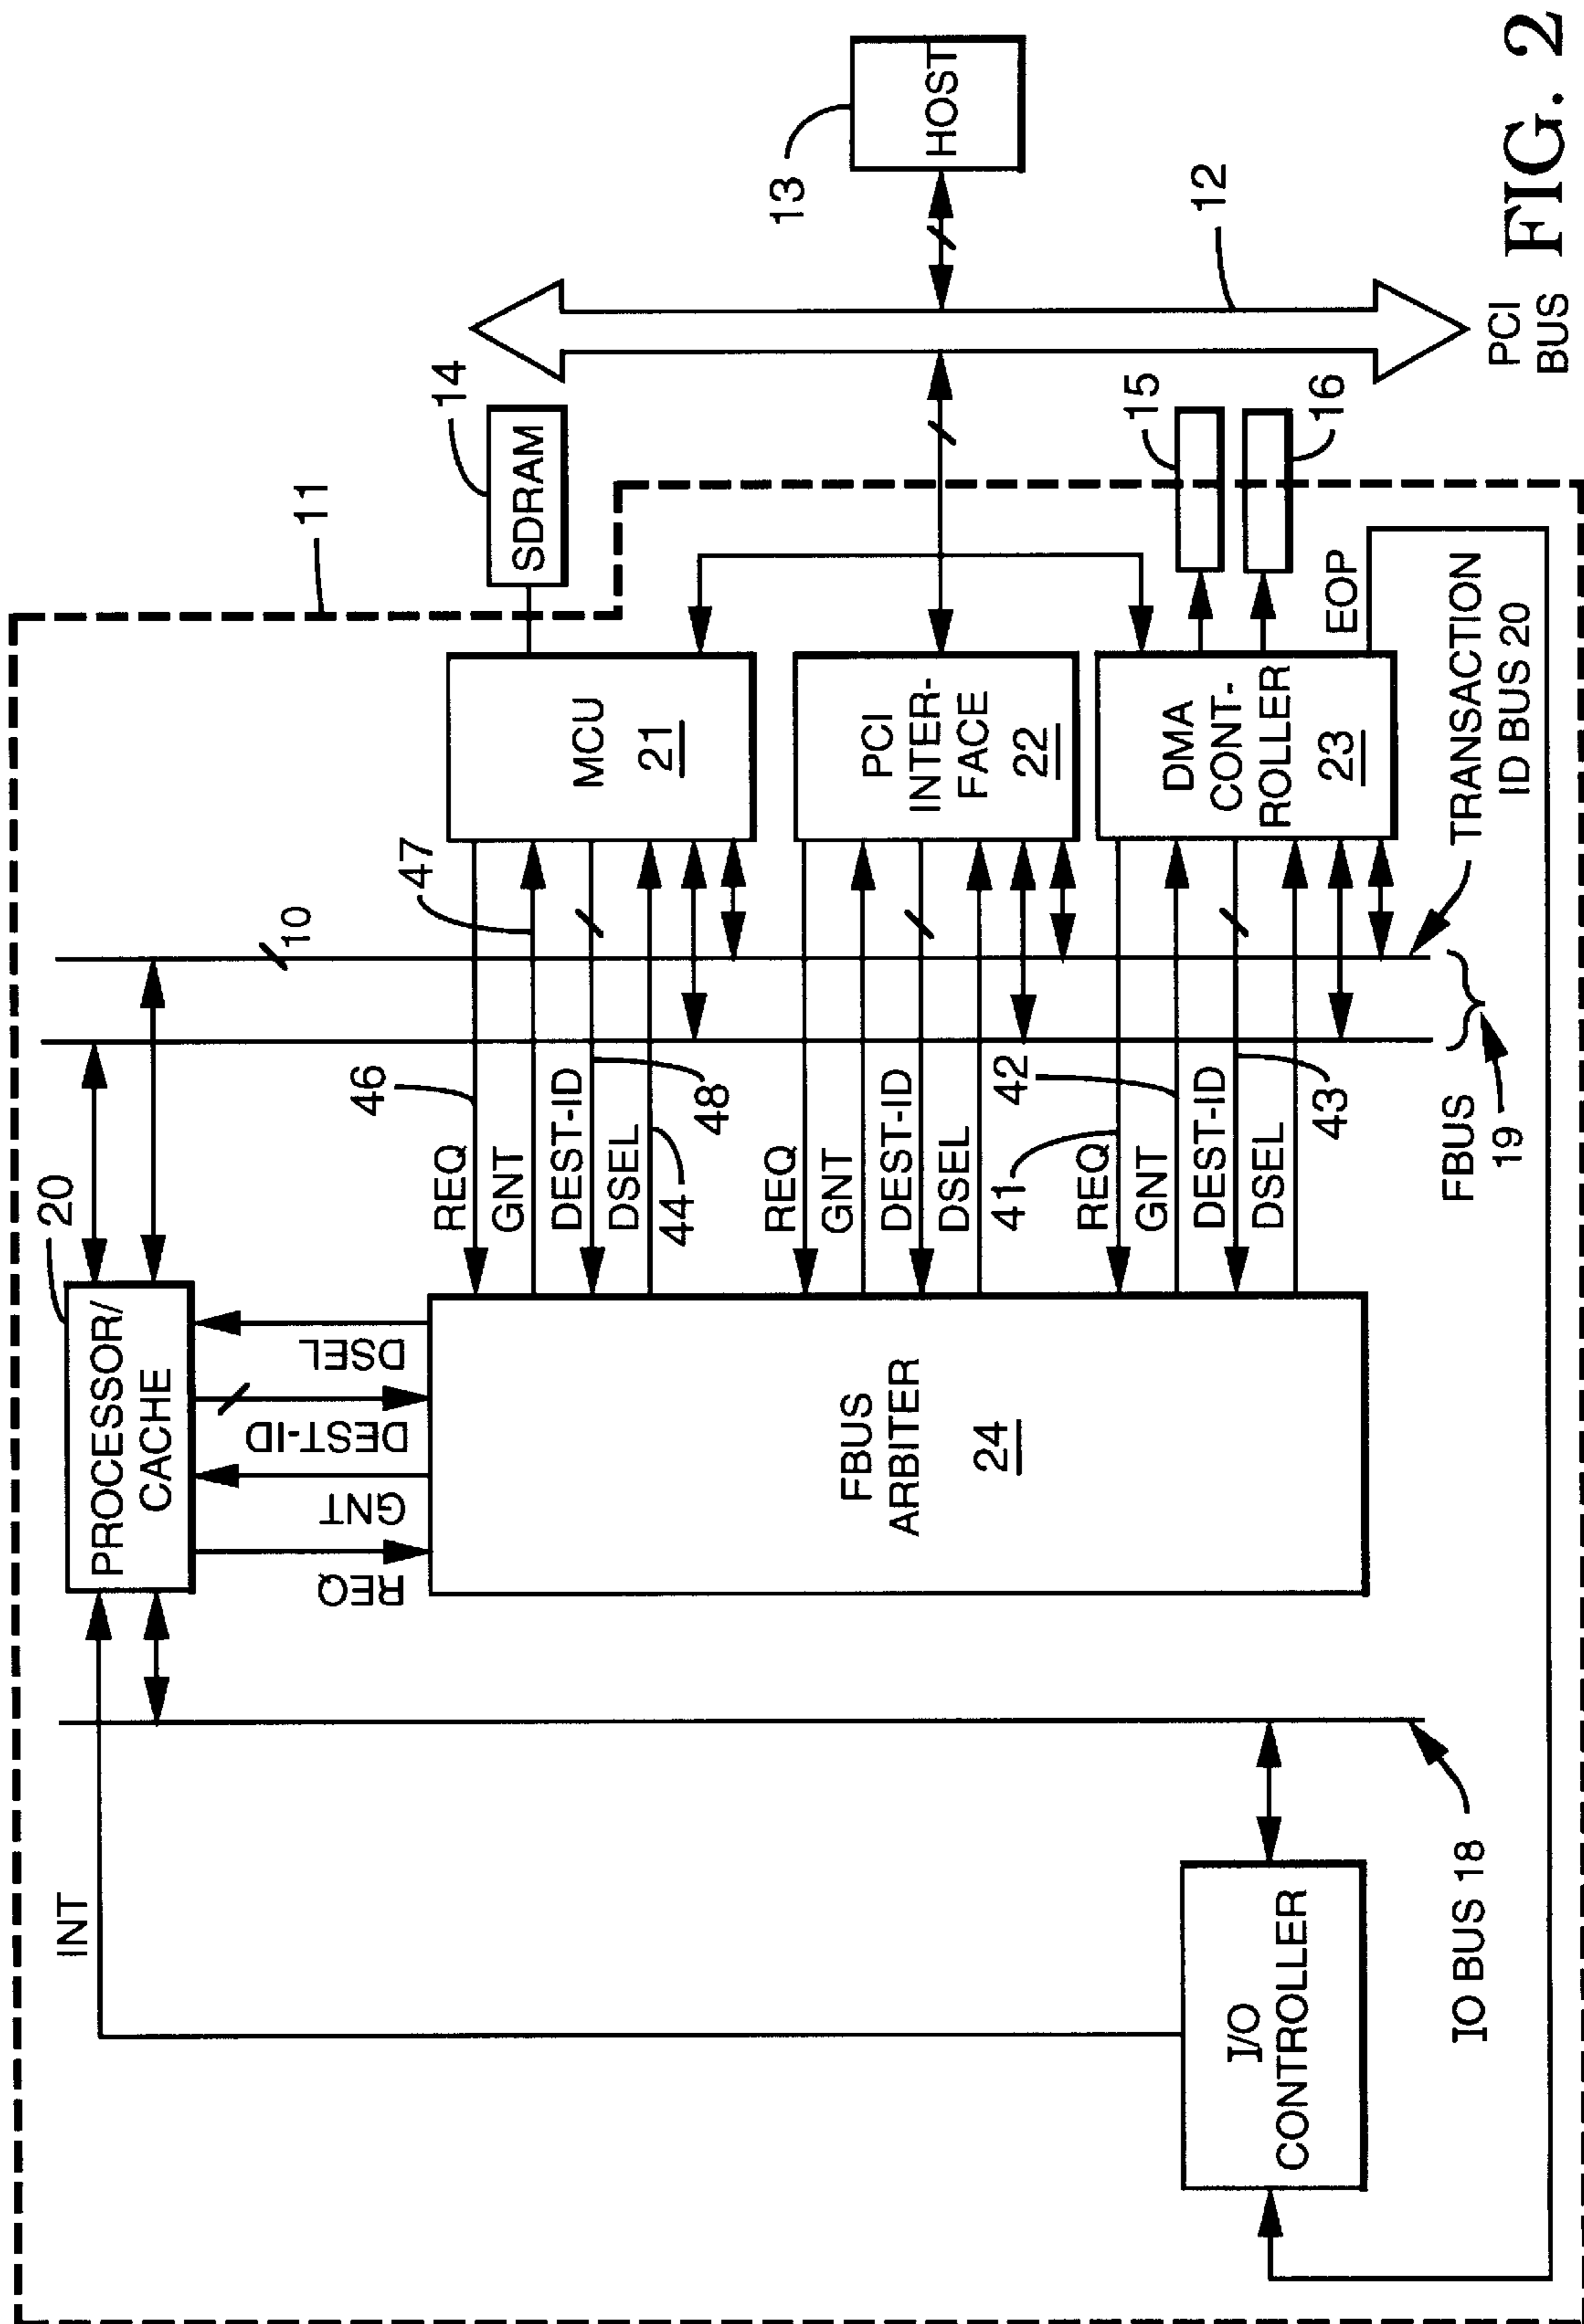 INT
20
PROCESSOR/
CACHE
REQ
GNT
DEST-ID
DSEL
10
11
14
SDRAM
13
HOST
46
47
REQ
GNT
DEST-ID
DSEL
44
48
MCU
21
FBUS
ARBITER
24
REQ
GNT
DEST-ID
DSEL
PCI
INTER-
FACE
22
12
41
42
REQ
GNT
DEST-ID
DSEL
43
DMA
CONT-
ROLLER
23
15
16
EOP
I/O
CONTROLLER
IO BUS 18
FBUS
19
TRANSACTION
ID BUS 20
PCI
BUS
FIG. 2